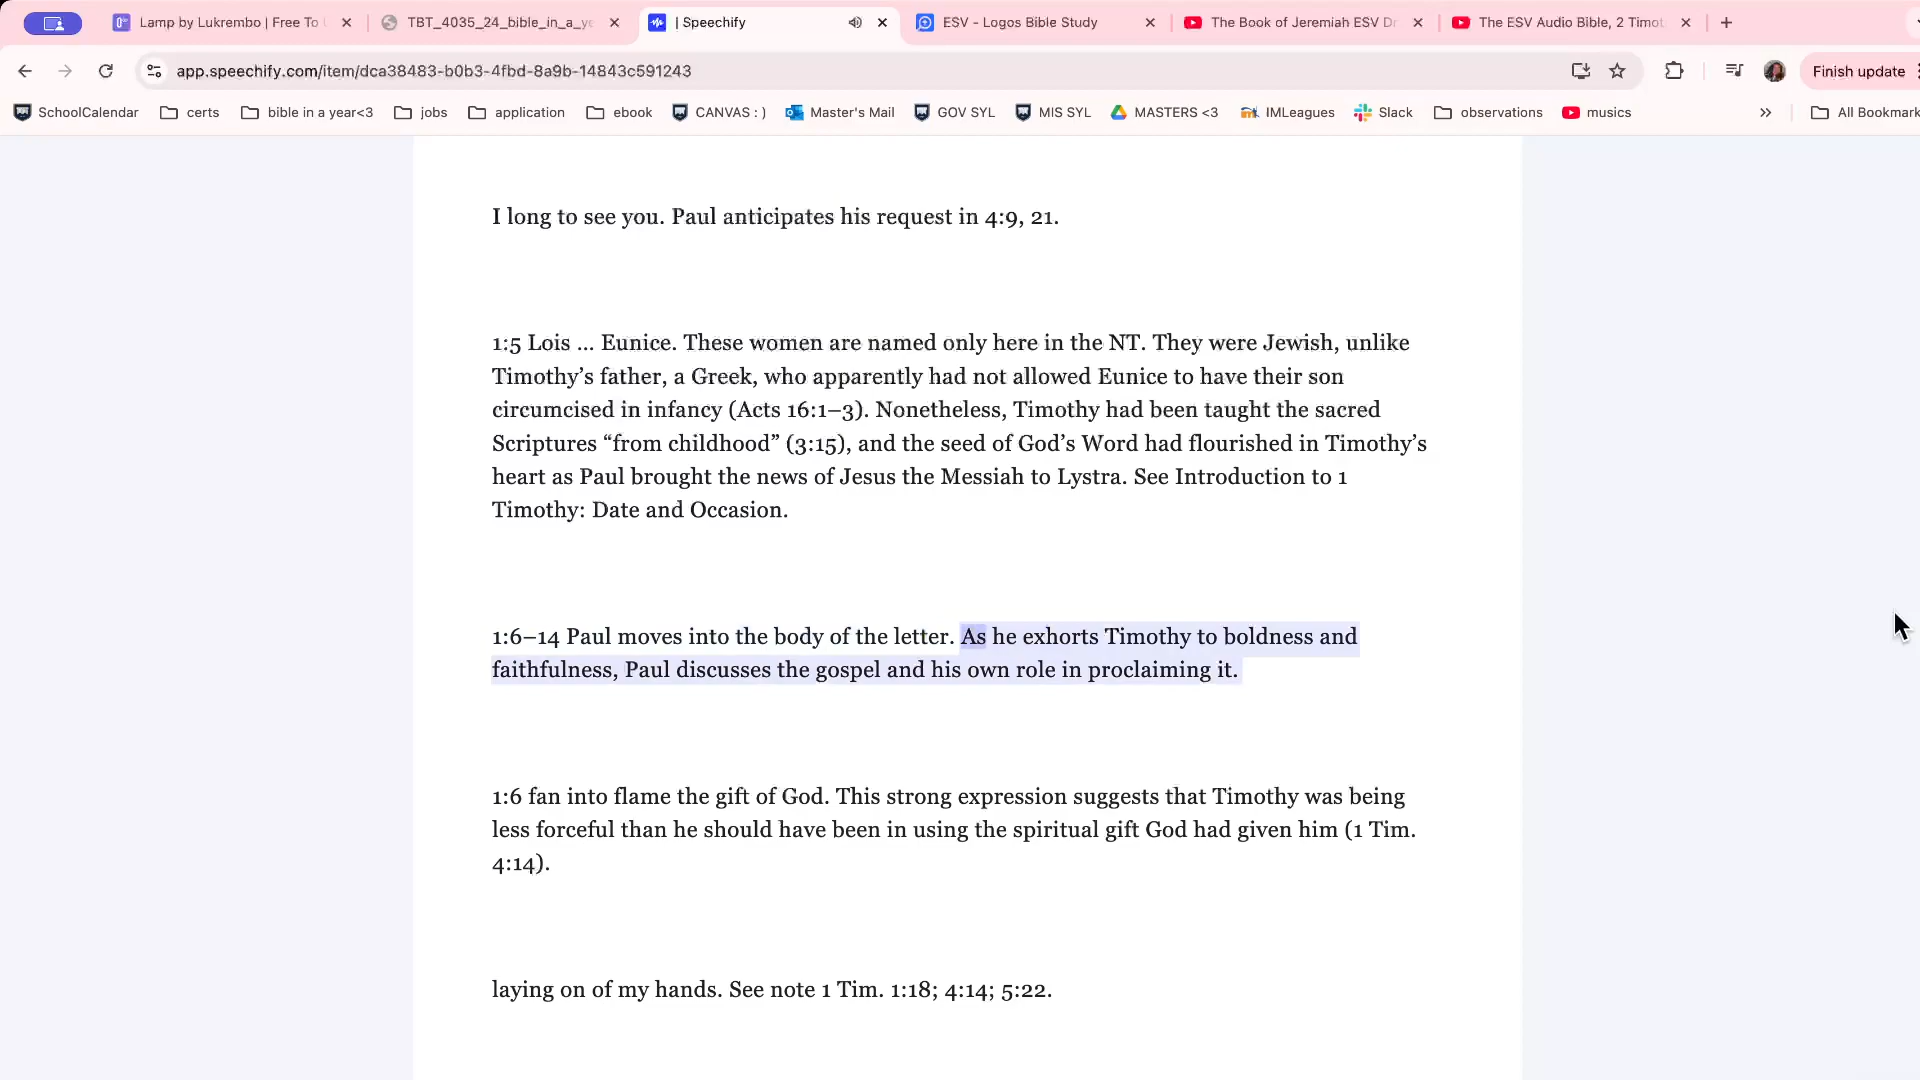 Lamp by Lukrembo | Free To
TBT_4035_24_bible_in_a_ye
| Speechify
ESV - Logos Bible Study
The Book of Jeremiah ESV Dr
The ESV Audio Bible, 2 Timot
app.speechify.com/item/dca38483-b0b3-4fbd-8a9b-14843c591243
Finish update
SchoolCalendar
certs
bible in a year<3
jobs
application
ebook
CANVAS : )
Master's Mail
GOV SYL
MIS SYL
MASTERS <3
IMLeagues
Slack
observations
musics
All Bookmark
I long to see you. Paul anticipates his request in 4:9, 21.
1:5 Lois ... Eunice. These women are named only here in the NT. They were Jewish, unlike
Timothy’s father, a Greek, who apparently had not allowed Eunice to have their son
circumcised in infancy (Acts 16:1–3). Nonetheless, Timothy had been taught the sacred
Scriptures “from childhood” (3:15), and the seed of God’s Word had flourished in Timothy’s
heart as Paul brought the news of Jesus the Messiah to Lystra. See Introduction to 1
Timothy: Date and Occasion.
1:6–14 Paul moves into the body of the letter. As he exhorts Timothy to boldness and
faithfulness, Paul discusses the gospel and his own role in proclaiming it.
1:6 fan into flame the gift of God. This strong expression suggests that Timothy was being
less forceful than he should have been in using the spiritual gift God had given him (1 Tim.
4:14).
laying on of my hands. See note 1 Tim. 1:18; 4:14; 5:22.